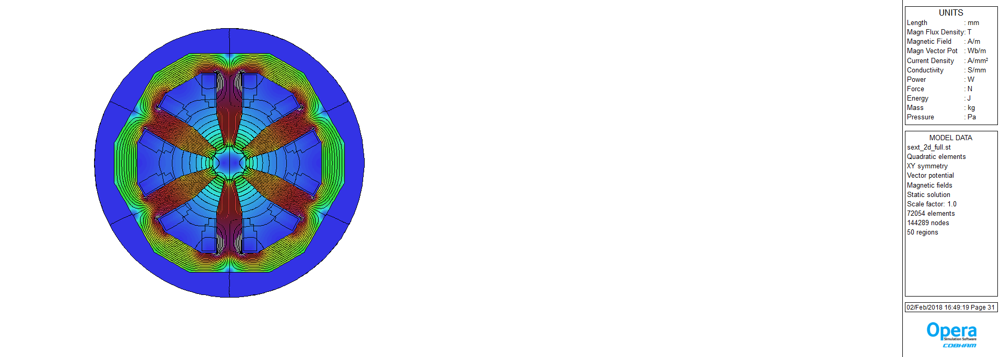 UNITS
Length : mm
Magn Flux Density: T
Magnetic Field : A/m
Magn Vector Pot : Wb/m
Current Density : A/mm²
Conductivity : S/mm
Power : W
Force : N
Energy : J
Mass : kg
Pressure : Pa
MODEL DATA
sext_2d_full.st
Quadratic elements
XY symmetry
Vector potential
Magnetic fields
Static solution
Scale factor: 1.0
72054 elements
144289 nodes
50 regions
02/Feb/2018 16:49:19 Page 31
Opera
Simulation Software
COBHAM